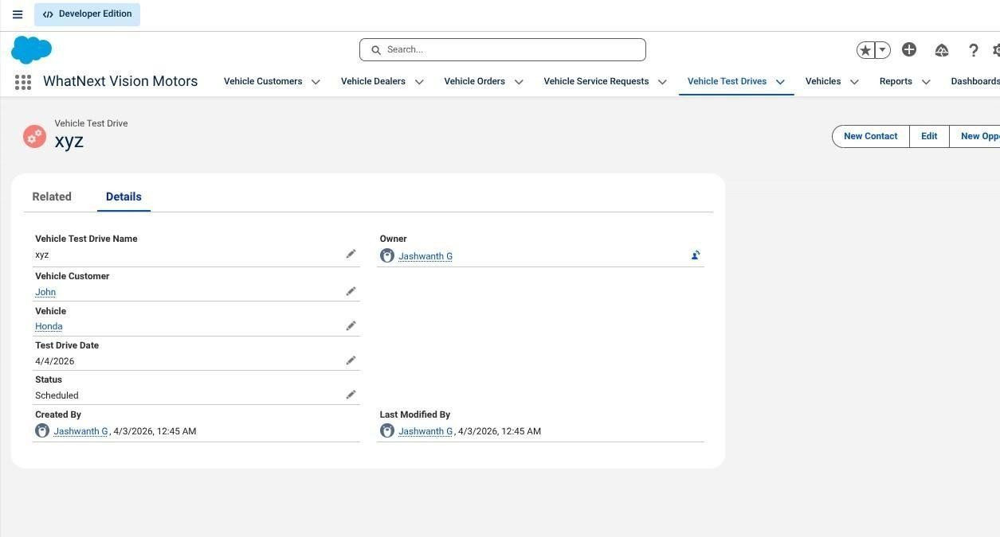 Developer Edition
Search...
WhatNext Vision Motors Vehicle Customers Vehicle Dealers Vehicle Orders Vehicle Service Requests Vehicle Test Drives Vehicles Reports Dashboards
Vehicle Test Drive
xyz
New Contact Edit New Oppo
Related Details
Vehicle Test Drive Name
xyz
Owner
Jashwanth G
Vehicle Customer
John
Vehicle
Honda
Test Drive Date
4/4/2026
Status
Scheduled
Created By
Jashwanth G, 4/3/2026, 12:45 AM
Last Modified By
Jashwanth G, 4/3/2026, 12:45 AM